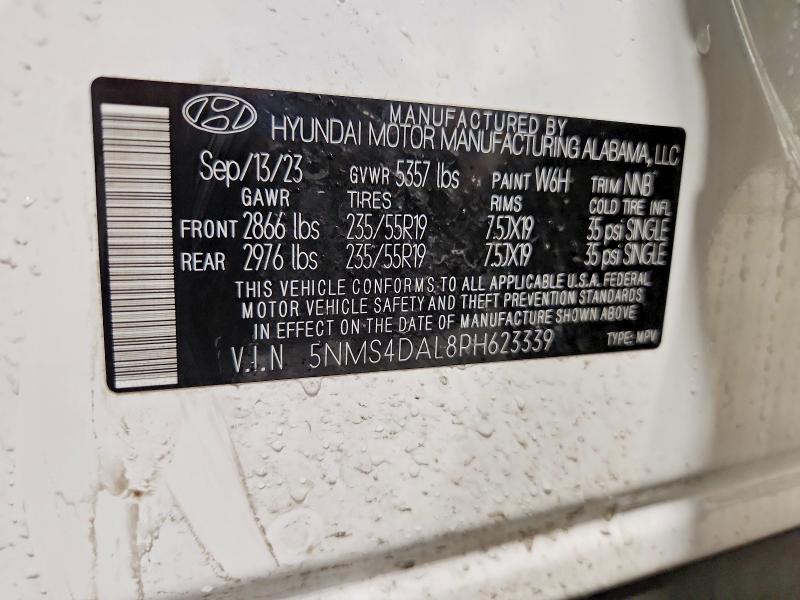 MANUFACTURED BY
HYUNDAI MOTOR MANUFACTURING ALABAMA, LLC
Sep/13/23 GVWR 5357 lbs PAINT W6H TRIM NNB
GAWR TIRES RIMS COLD TIRE INFL
FRONT 2866 lbs 235/55R19 7.5JX19 35 psi SINGLE
REAR 2976 lbs 235/55R19 7.5JX19 35 psi SINGLE
THIS VEHICLE CONFORMS TO ALL APPLICABLE U.S.A. FEDERAL
MOTOR VEHICLE SAFETY AND THEFT PREVENTION STANDARDS
IN EFFECT ON THE DATE OF MANUFACTURE SHOWN ABOVE
V.I.N 5NMS4DAL8PH623339 TYPE: MPV